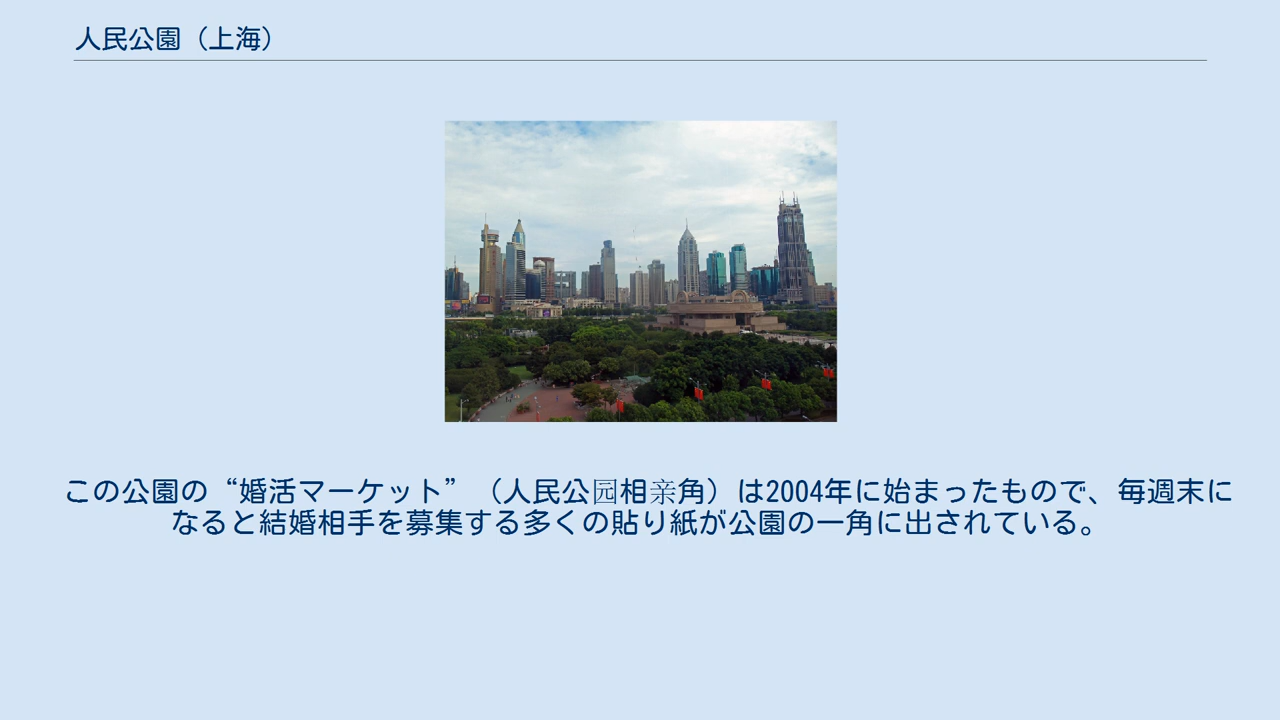 人民公園（上海）
この公園の“婚活マーケット”（人民公园相亲角）は2004年に始まったもので、毎週末に
なると結婚相手を募集する多くの貼り紙が公園の一角に出されている。